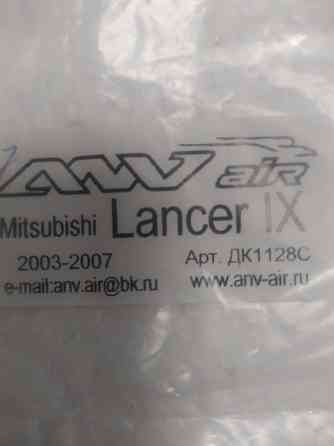 ANV air
Mitsubishi Lancer IX
2003-2007 Арт. ДК1128С
e-mail:anv.air@bk.ru www.anv-air.ru